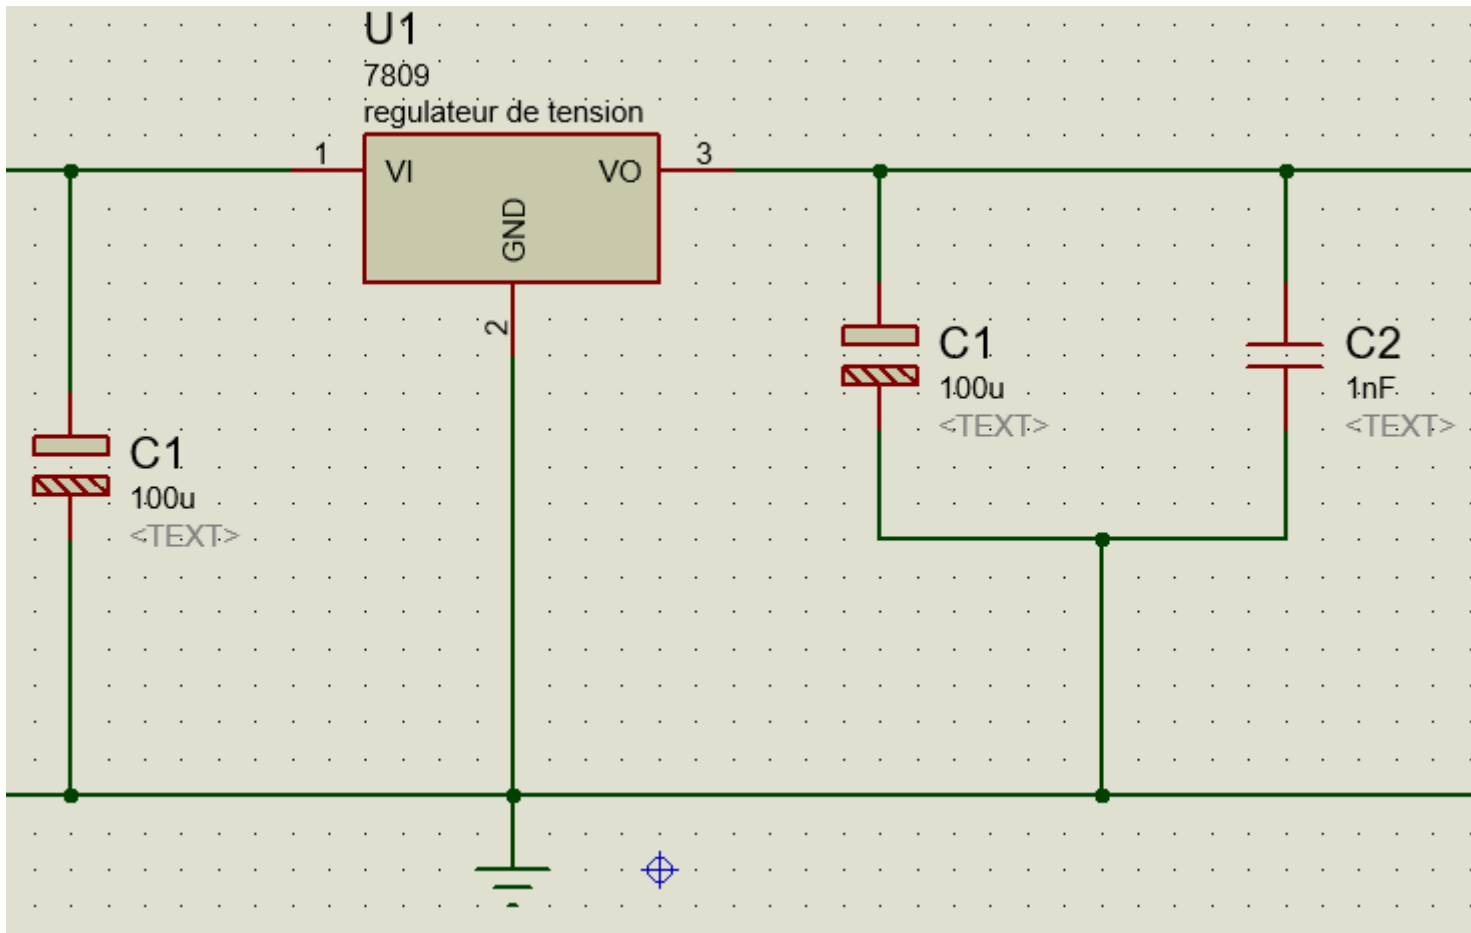 U1
7809
regulateur de tension
1
VI
VO
3
GND
2
C1
100u
<TEXT>
C2
1nF
<TEXT>
C1
100u
<TEXT>